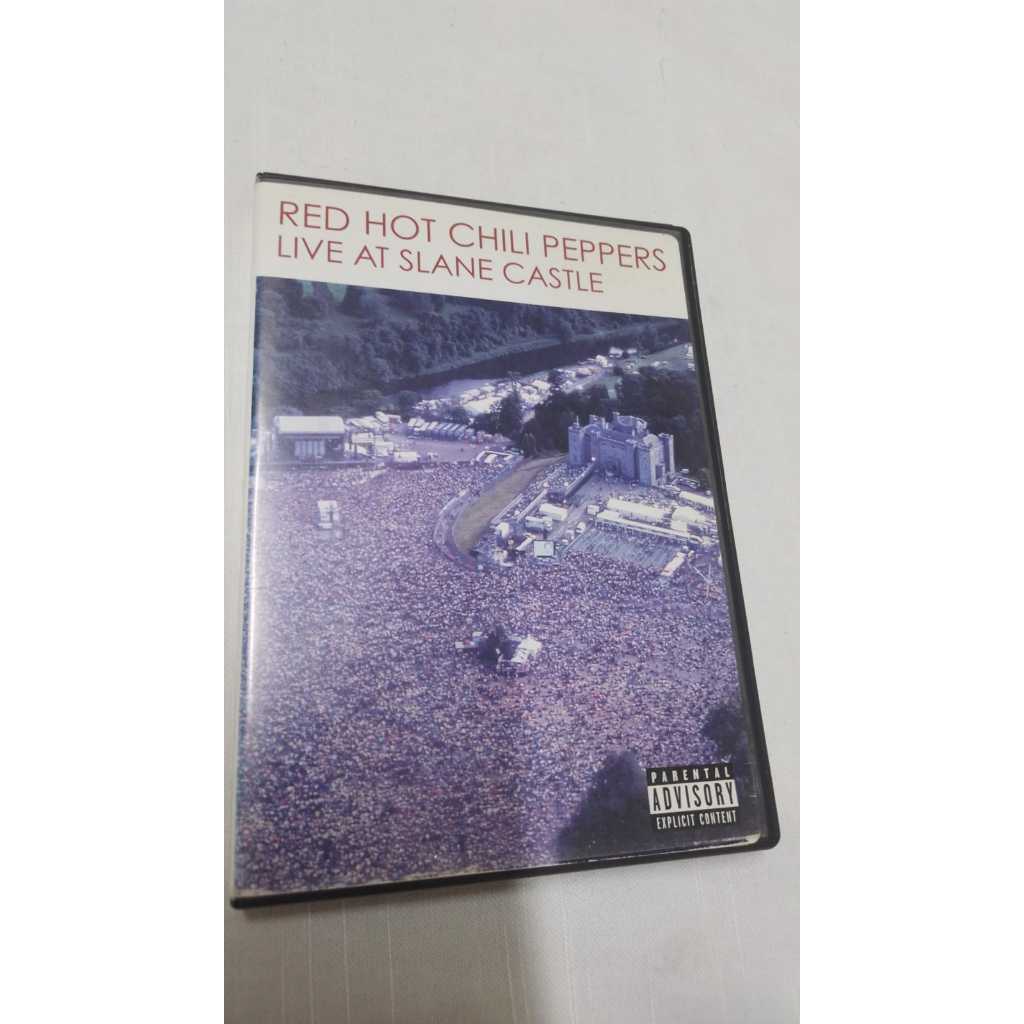 RED HOT CHILI PEPPERS
LIVE AT SLANE CASTLE
PARENTAL
ADVISORY
EXPLICIT CONTENT